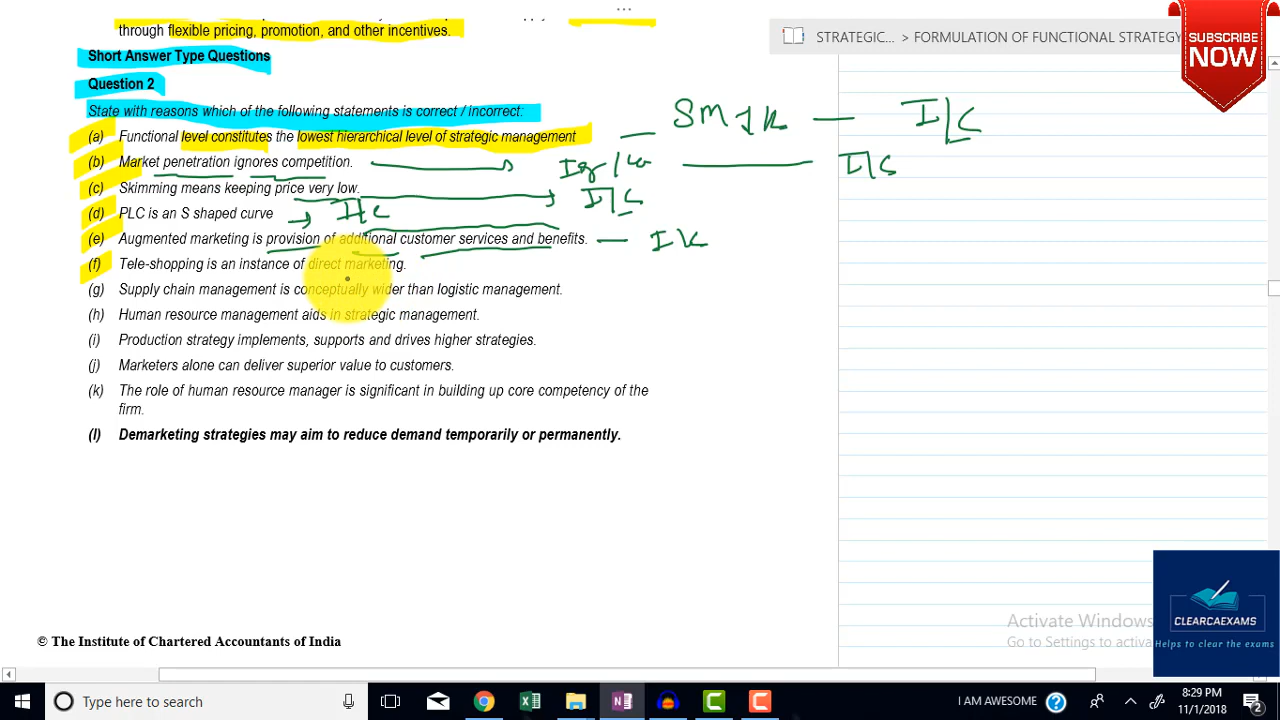 through flexible pricing, promotion, and other incentives.
STRATEGIC... > FORMULATION OF FUNCTIONAL STRATEGY
SUBSCRIBE
NOW
Short Answer Type Questions
Question 2
State with reasons which of the following statements is correct / incorrect:
(a) Functional level constitutes the lowest hierarchical level of strategic management
(b) Market penetration ignores competition.
I/C
I/C
(c) Skimming means keeping price very low.
I/C
(d) PLC is an S shaped curve
I/C
(e) Augmented marketing is provision of additional customer services and benefits.
(f) Tele-shopping is an instance of direct marketing.
(g) Supply chain management is conceptually wider than logistic management.
(h) Human resource management aids in strategic management.
(i) Production strategy implements, supports and drives higher strategies.
(j) Marketers alone can deliver superior value to customers.
(k) The role of human resource manager is significant in building up core competency of the
firm.
(l) Demarketing strategies may aim to reduce demand temporarily or permanently.
© The Institute of Chartered Accountants of India
Activate Windows
Go to Settings to activa
CLEARCAEXAMS
Helps to clear the exams
Type here to search
I AM AWESOME
8:29 PM
11/1/2018
2